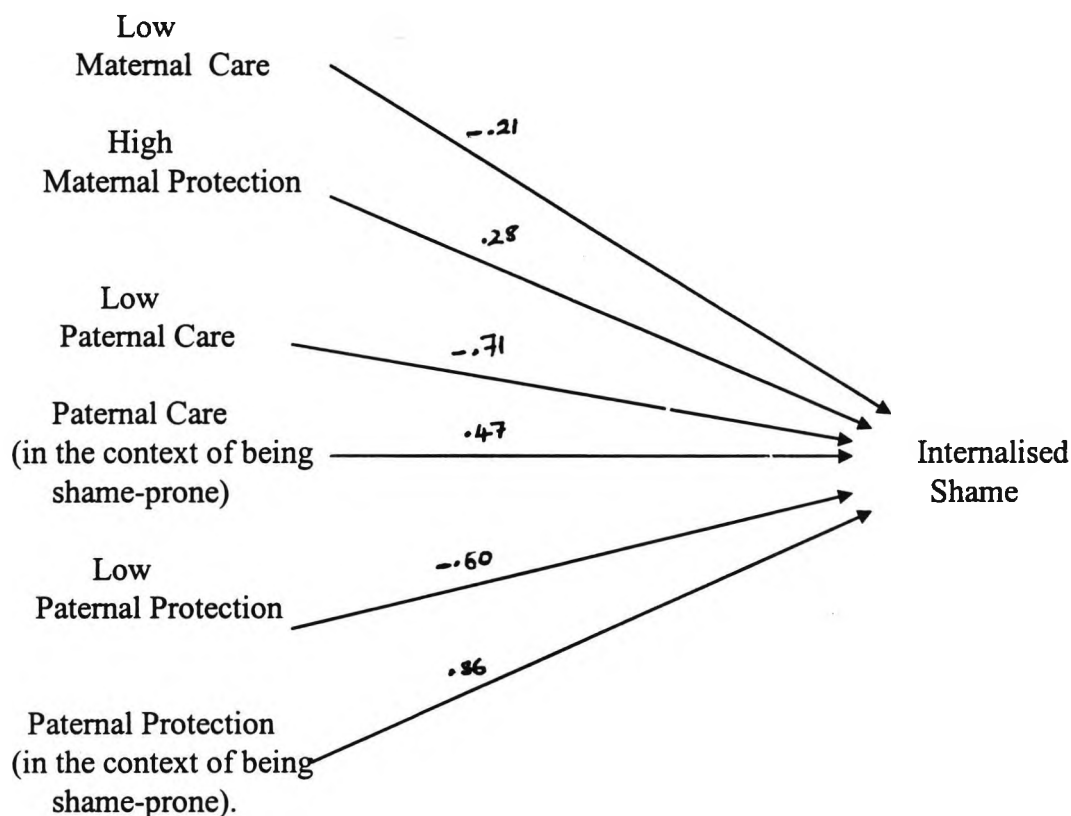 Low
Maternal Care
-.21
High
Maternal Protection
.28
Low
Paternal Care
-.71
Paternal Care
(in the context of being
shame-prone)
.47
Internalised
Shame
Low
Paternal Protection
-.60
Paternal Protection
(in the context of being
shame-prone).
.86